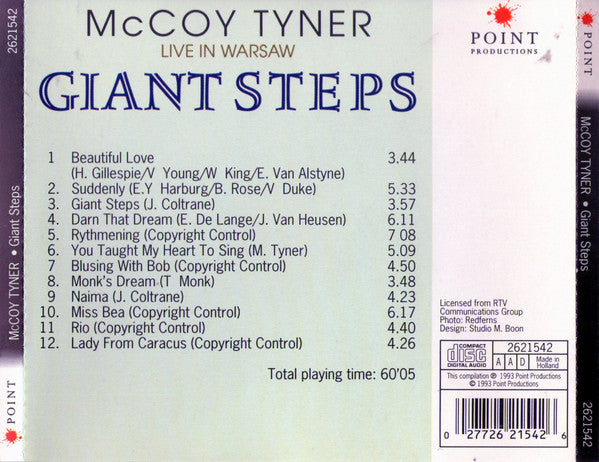 2621542
POINT
McCOY TYNER • Giant Steps
POINT
McCOY TYNER
LIVE IN WARSAW
GIANT STEPS
1 Beautiful Love 3.44
(H. Gillespie/V Young/W King/E. Van Alstyne)
2. Suddenly (E.Y Harburg/B. Rose/V Duke) 5.33
3. Giant Steps (J. Coltrane) 3.57
4. Darn That Dream (E. De Lange/J. Van Heusen) 6.11
5. Rythmening (Copyright Control) 7 08
6. You Taught My Heart To Sing (M. Tyner) 5.09
7 Blusing With Bob (Copyright Control) 4.50
8. Monk's Dream (T Monk) 3.48
9 Naima (J. Coltrane) 4.23
10. Miss Bea (Copyright Control) 6.17
11 Rio (Copyright Control) 4.40
12. Lady From Caracus (Copyright Control) 4.26
Total playing time: 60'05
POINT
PRODUCTIONS
Licensed from RTV
Communications Group
Photo: Redferns
Design: Studio M. Boon
COMPACT
disc
DIGITAL AUDIO
2621542
A A D
Made in
Holland
This compilation ℗ 1993 Point Productions
© 1993 Point Productions
0 27726 21542 6
POINT
McCOY TYNER • Giant Steps
2621542